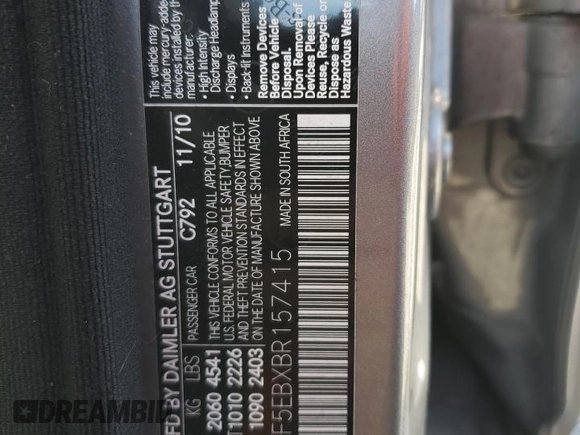 This vehicle may
include mercury-added
devices installed by the
manufacturer:
• High Intensity
Discharge Headlamp
• Displays
• Back-lit Instruments
Remove Devices
Before Vehicle
Disposal.
Upon Removal of
Devices Please
Reuse, Recycle or
Dispose as
Hazardous Waste.
FD BY DAIMLER AG STUTTGART
C792 11/10
KG LBS PASSENGER CAR
2060 4541
1010 2226
1090 2403
THIS VEHICLE CONFORMS TO ALL APPLICABLE
U.S. FEDERAL MOTOR VEHICLE SAFETY, BUMPER
AND THEFT PREVENTION STANDARDS IN EFFECT
ON THE DATE OF MANUFACTURE SHOWN ABOVE
F5EBXBR157415
MADE IN SOUTH AFRICA
DREAMBID